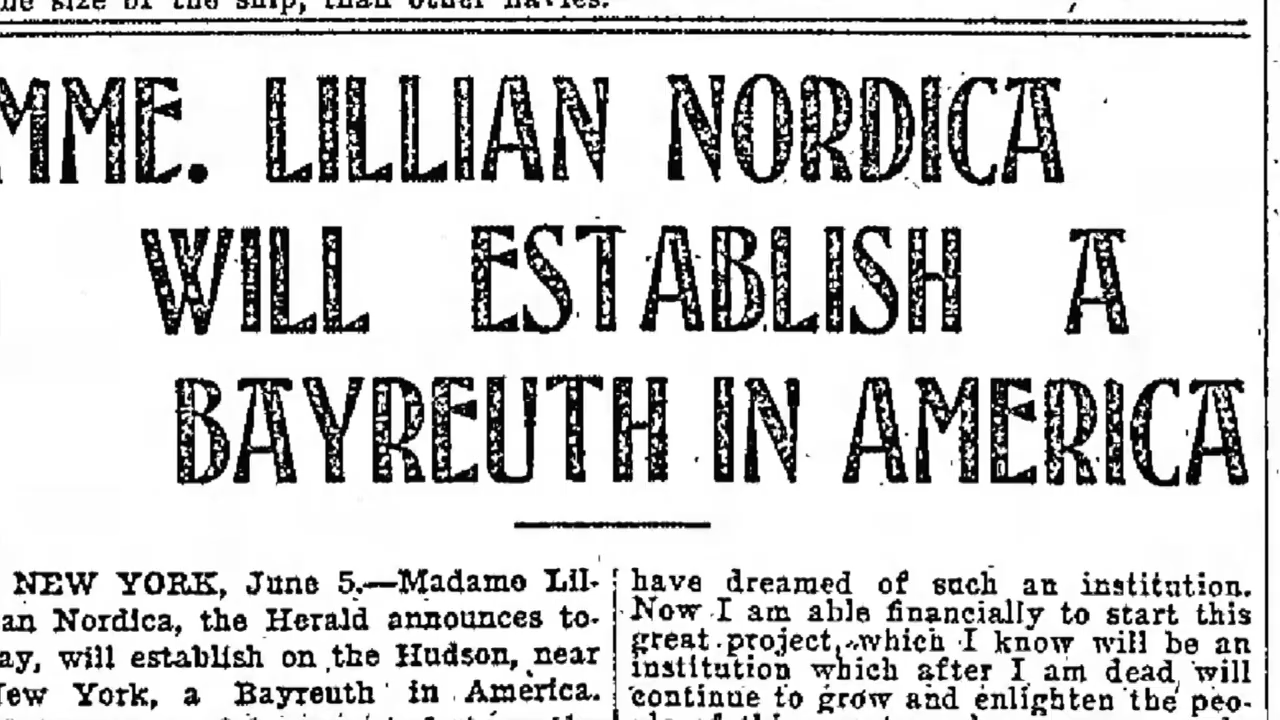 the size of the ship, than other navies.
MME. LILLIAN NORDICA
WILL ESTABLISH A
BAYREUTH IN AMERICA
NEW YORK, June 5.—Madame Lil-
ian Nordica, the Herald announces to-
ay, will establish on the Hudson, near
New York, a Bayreuth in America.
have dreamed of such an institution.
Now I am able financially to start this
great project, which I know will be an
institution which after I am dead will
continue to grow and enlighten the peo-